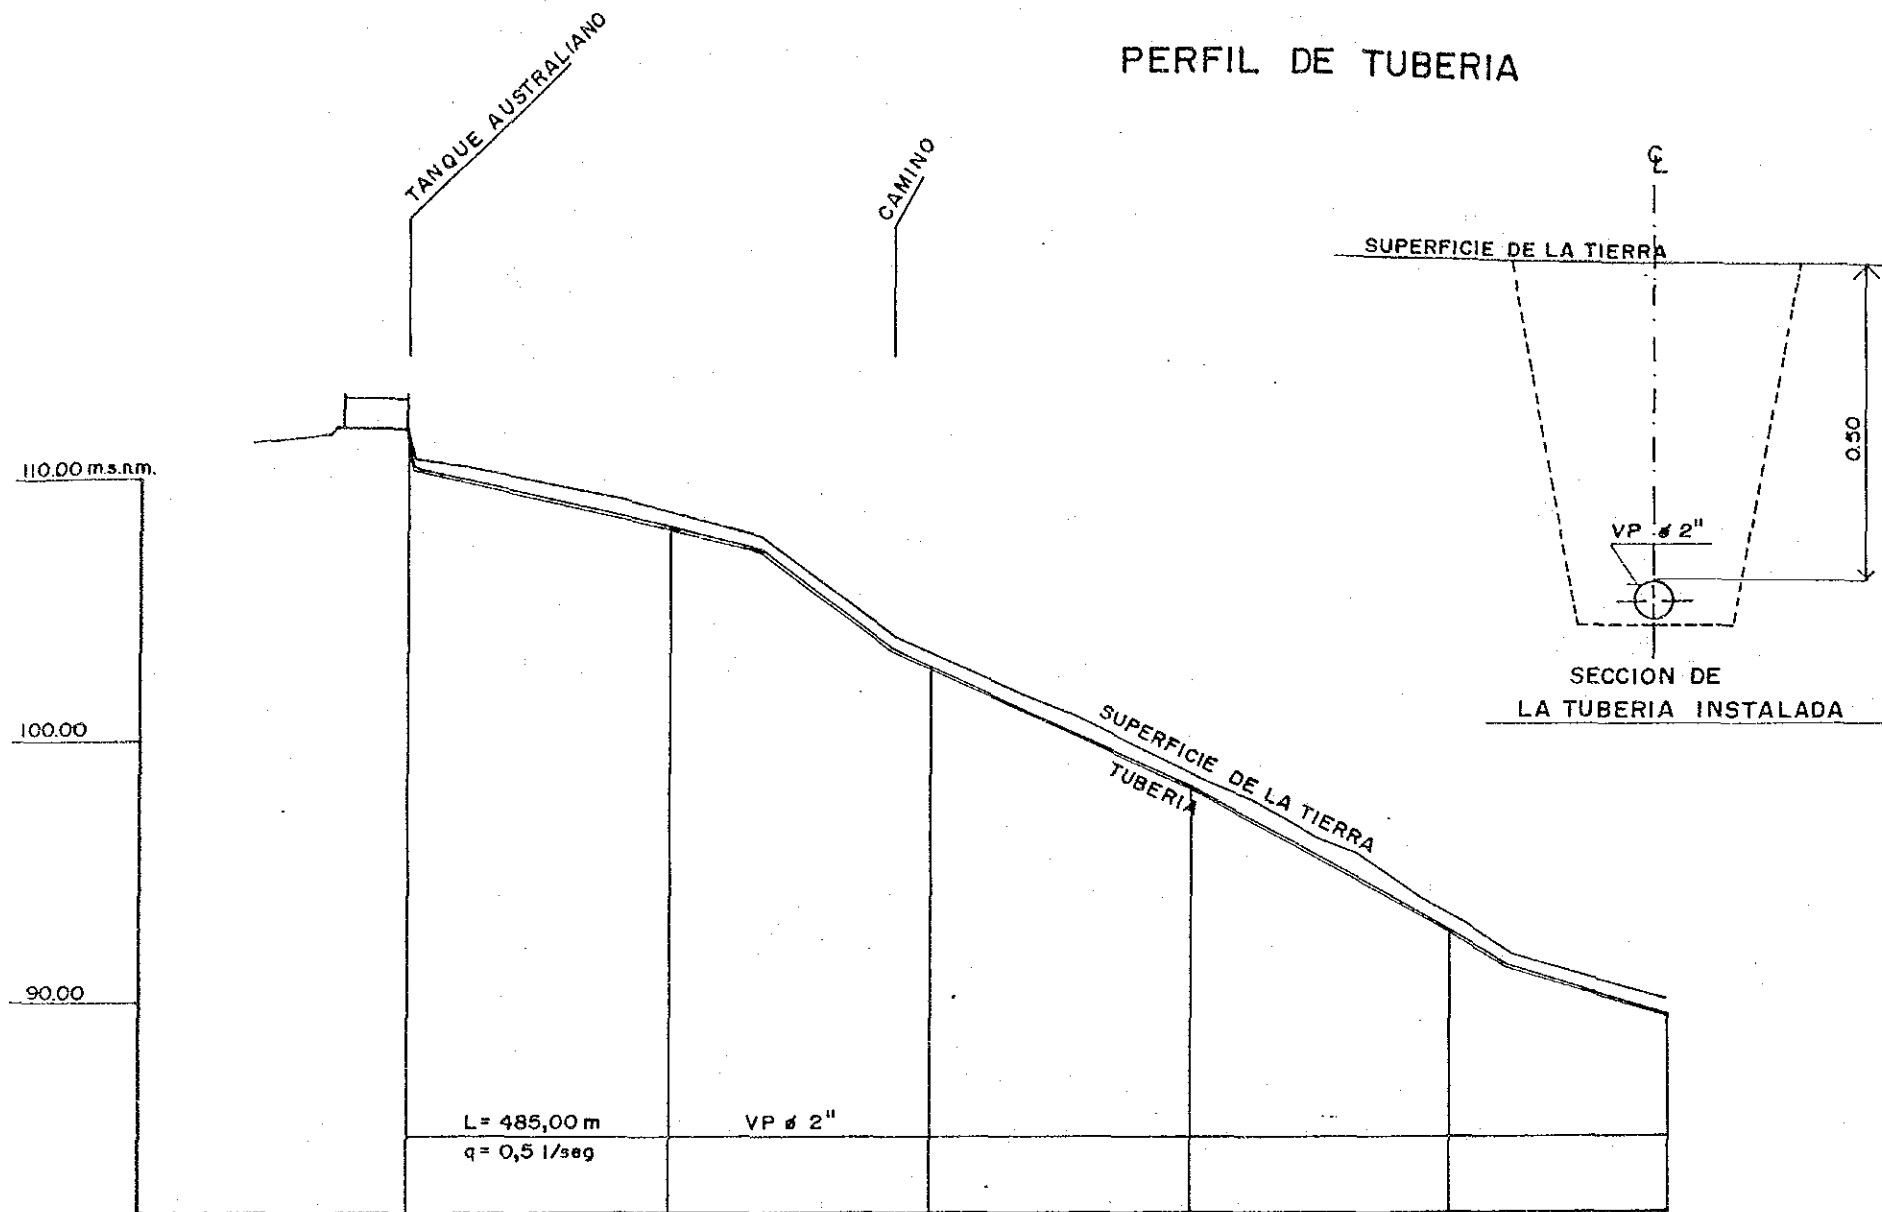 PERFIL DE TUBERIA
TANQUE AUSTRALIANO
CAMINO
℄
SUPERFICIE DE LA TIERRA
0.50
VP ø 2"
SECCION DE
LA TUBERIA INSTALADA
110.00 m.s.n.m.
100.00
90.00
SUPERFICIE DE LA TIERRA
TUBERIA
L= 485,00 m
VP ø 2"
q= 0,5 l/seg